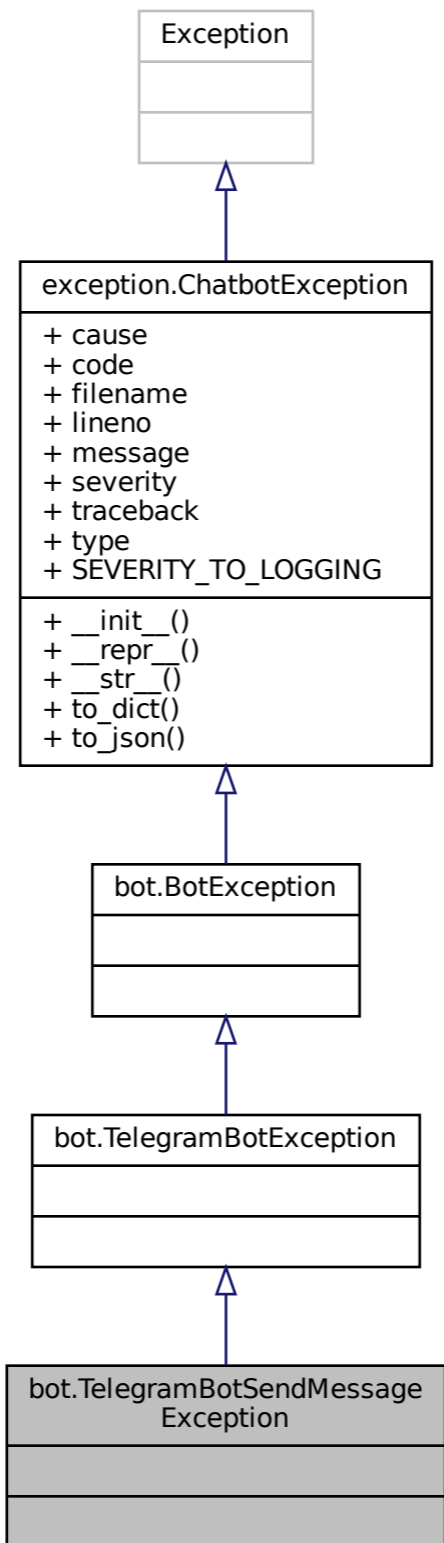 Exception
exception.ChatbotException
+ cause
+ code
+ filename
+ lineno
+ message
+ severity
+ traceback
+ type
+ SEVERITY_TO_LOGGING
+ __init__()
+ __repr__()
+ __str__()
+ to_dict()
+ to_json()
bot.BotException
bot.TelegramBotException
bot.TelegramBotSendMessage
Exception